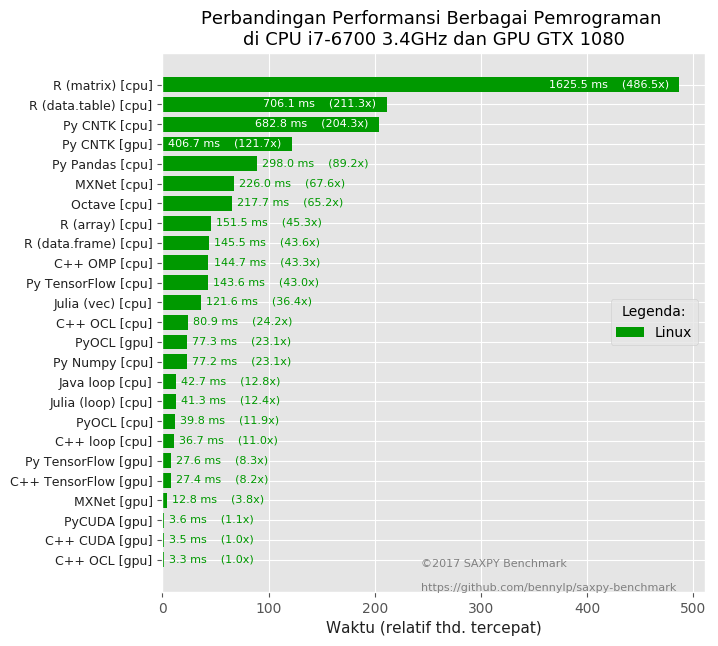 Perbandingan Performansi Berbagai Pemrograman
di CPU i7-6700 3.4GHz dan GPU GTX 1080
R (matrix) [cpu] 1625.5 ms (486.5x)
R (data.table) [cpu] 706.1 ms (211.3x)
Py CNTK [cpu] 682.8 ms (204.3x)
Py CNTK [gpu] 406.7 ms (121.7x)
Py Pandas [cpu] 298.0 ms (89.2x)
MXNet [cpu] 226.0 ms (67.6x)
Octave [cpu] 217.7 ms (65.2x)
R (array) [cpu] 151.5 ms (45.3x)
R (data.frame) [cpu] 145.5 ms (43.6x)
C++ OMP [cpu] 144.7 ms (43.3x)
Py TensorFlow [cpu] 143.6 ms (43.0x)
Julia (vec) [cpu] 121.6 ms (36.4x)
Legenda:
Linux
C++ OCL [cpu] 80.9 ms (24.2x)
PyOCL [gpu] 77.3 ms (23.1x)
Py Numpy [cpu] 77.2 ms (23.1x)
Java loop [cpu] 42.7 ms (12.8x)
Julia (loop) [cpu] 41.3 ms (12.4x)
PyOCL [cpu] 39.8 ms (11.9x)
C++ loop [cpu] 36.7 ms (11.0x)
Py TensorFlow [gpu] 27.6 ms (8.3x)
C++ TensorFlow [gpu] 27.4 ms (8.2x)
MXNet [gpu] 12.8 ms (3.8x)
PyCUDA [gpu] 3.6 ms (1.1x)
C++ CUDA [gpu] 3.5 ms (1.0x)
C++ OCL [gpu] 3.3 ms (1.0x)
©2017 SAXPY Benchmark
https://github.com/bennylp/saxpy-benchmark
0 100 200 300 400 500
Waktu (relatif thd. tercepat)